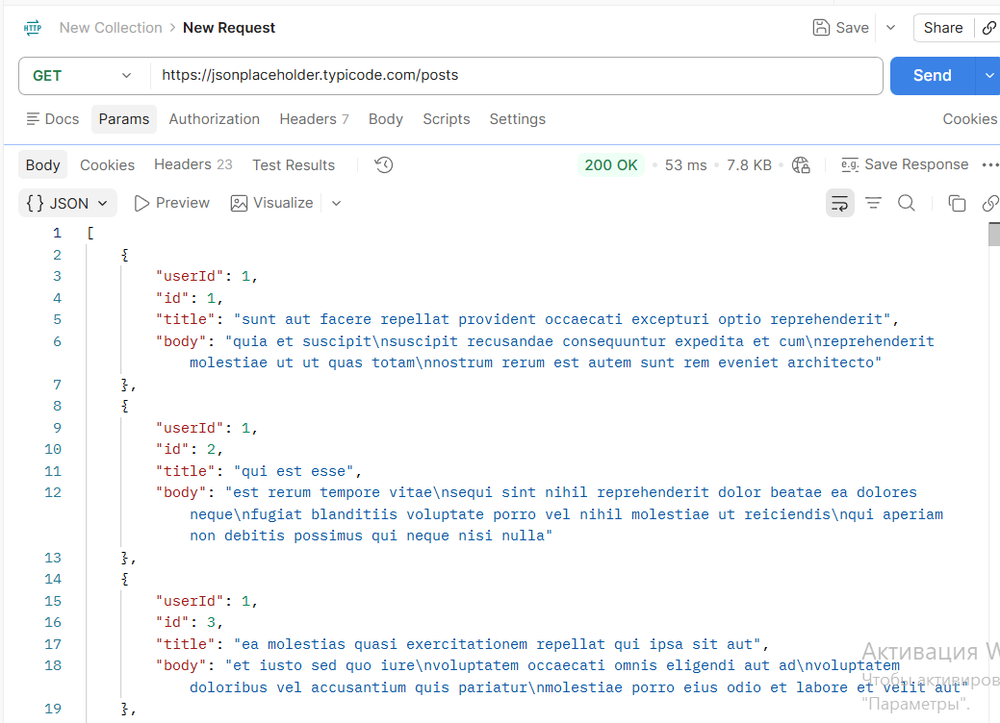 HTTP New Collection > New Request Save Share
GET https://jsonplaceholder.typicode.com/posts Send
Docs Params Authorization Headers 7 Body Scripts Settings Cookies
Body Cookies Headers 23 Test Results 200 OK • 53 ms • 7.8 KB • e.g. Save Response •••
{} JSON Preview Visualize
1 [
2 {
3 "userId": 1,
4 "id": 1,
5 "title": "sunt aut facere repellat provident occaecati excepturi optio reprehenderit",
6 "body": "quia et suscipit\nsuscipit recusandae consequuntur expedita et cum\nreprehenderit
molestiae ut ut quas totam\nnostrum rerum est autem sunt rem eveniet architecto"
7 },
8 {
9 "userId": 1,
10 "id": 2,
11 "title": "qui est esse",
12 "body": "est rerum tempore vitae\nsequi sint nihil reprehenderit dolor beatae ea dolores
neque\nfugiat blanditiis voluptate porro vel nihil molestiae ut reiciendis\nqui aperiam
non debitis possimus qui neque nisi nulla"
13 },
14 {
15 "userId": 1,
16 "id": 3,
17 "title": "ea molestias quasi exercitationem repellat qui ipsa sit aut",
18 "body": "et iusto sed quo iure\nvoluptatem occaecati omnis eligendi aut ad\nvoluptatem
doloribus vel accusantium quis pariatur\nmolestiae porro eius odio et labore et velit aut"
19 },
Активация W
Чтобы активиров
"Параметры".